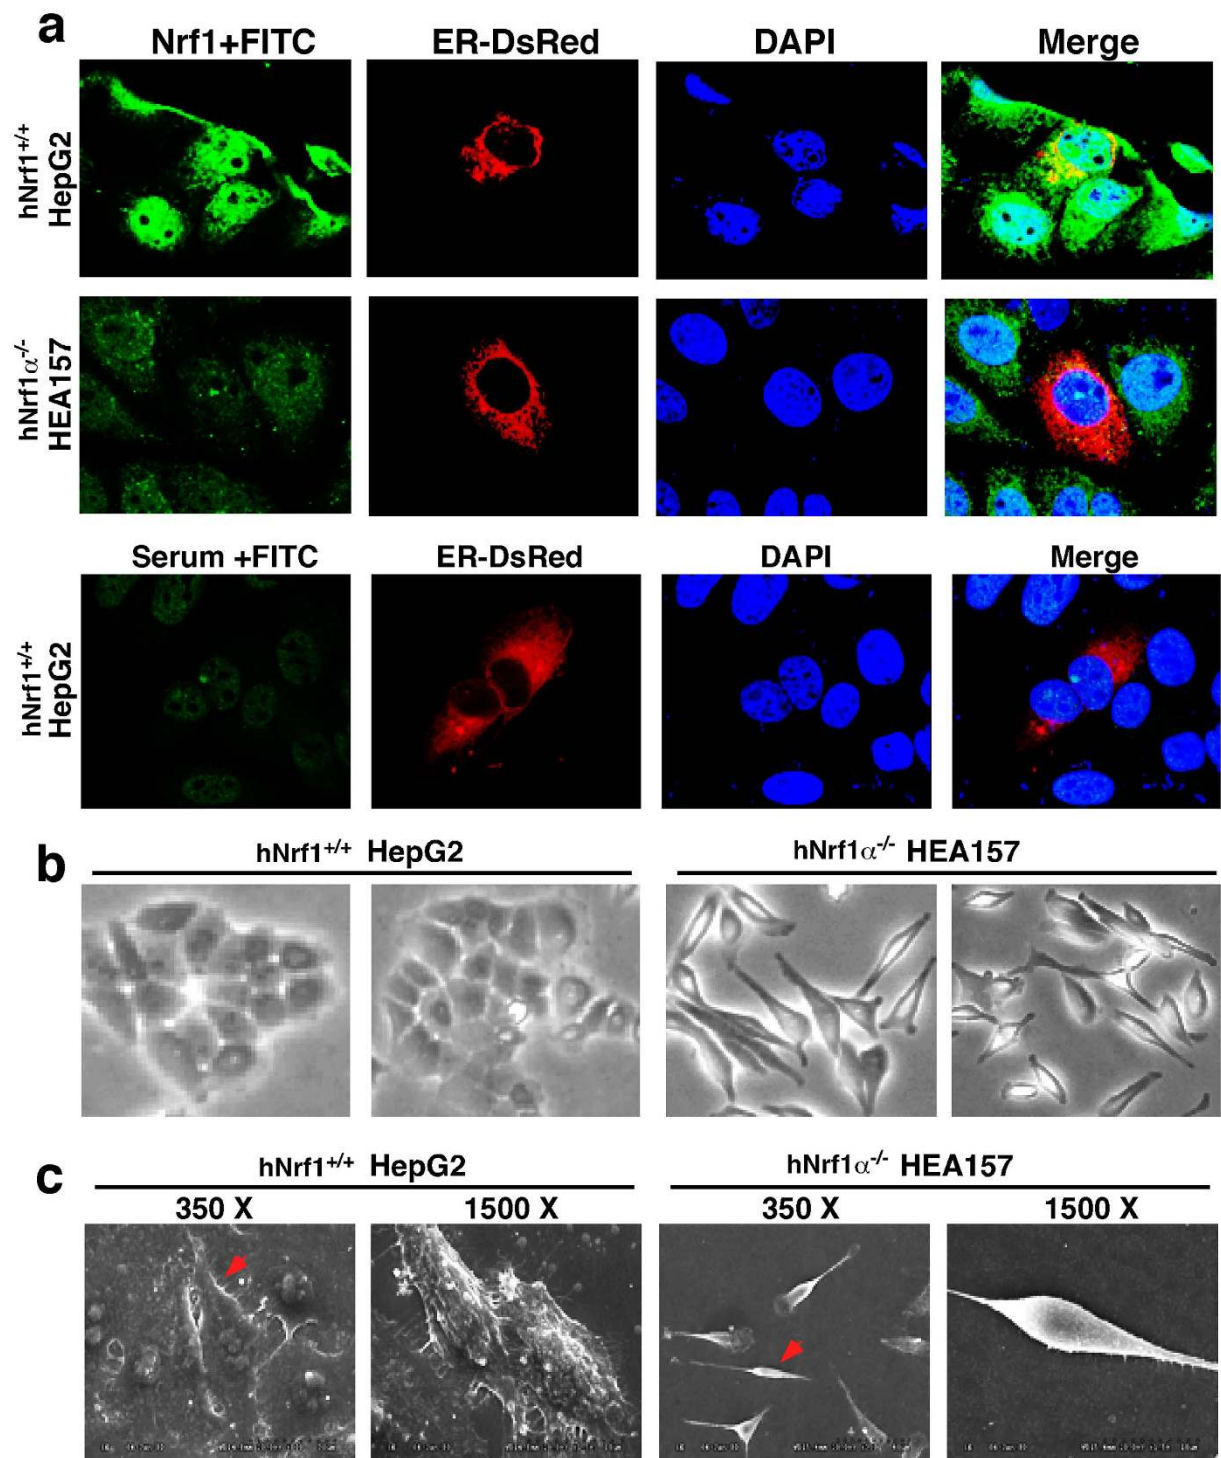 a
Nrf1+FITC ER-DsRed DAPI Merge
hNrf1+/+
HepG2
hNrf1α-/-
HEA157
Serum +FITC ER-DsRed DAPI Merge
hNrf1+/+
HepG2
b
hNrf1+/+ HepG2 hNrf1α-/- HEA157
c
hNrf1+/+ HepG2 hNrf1α-/- HEA157
350 X 1500 X 350 X 1500 X